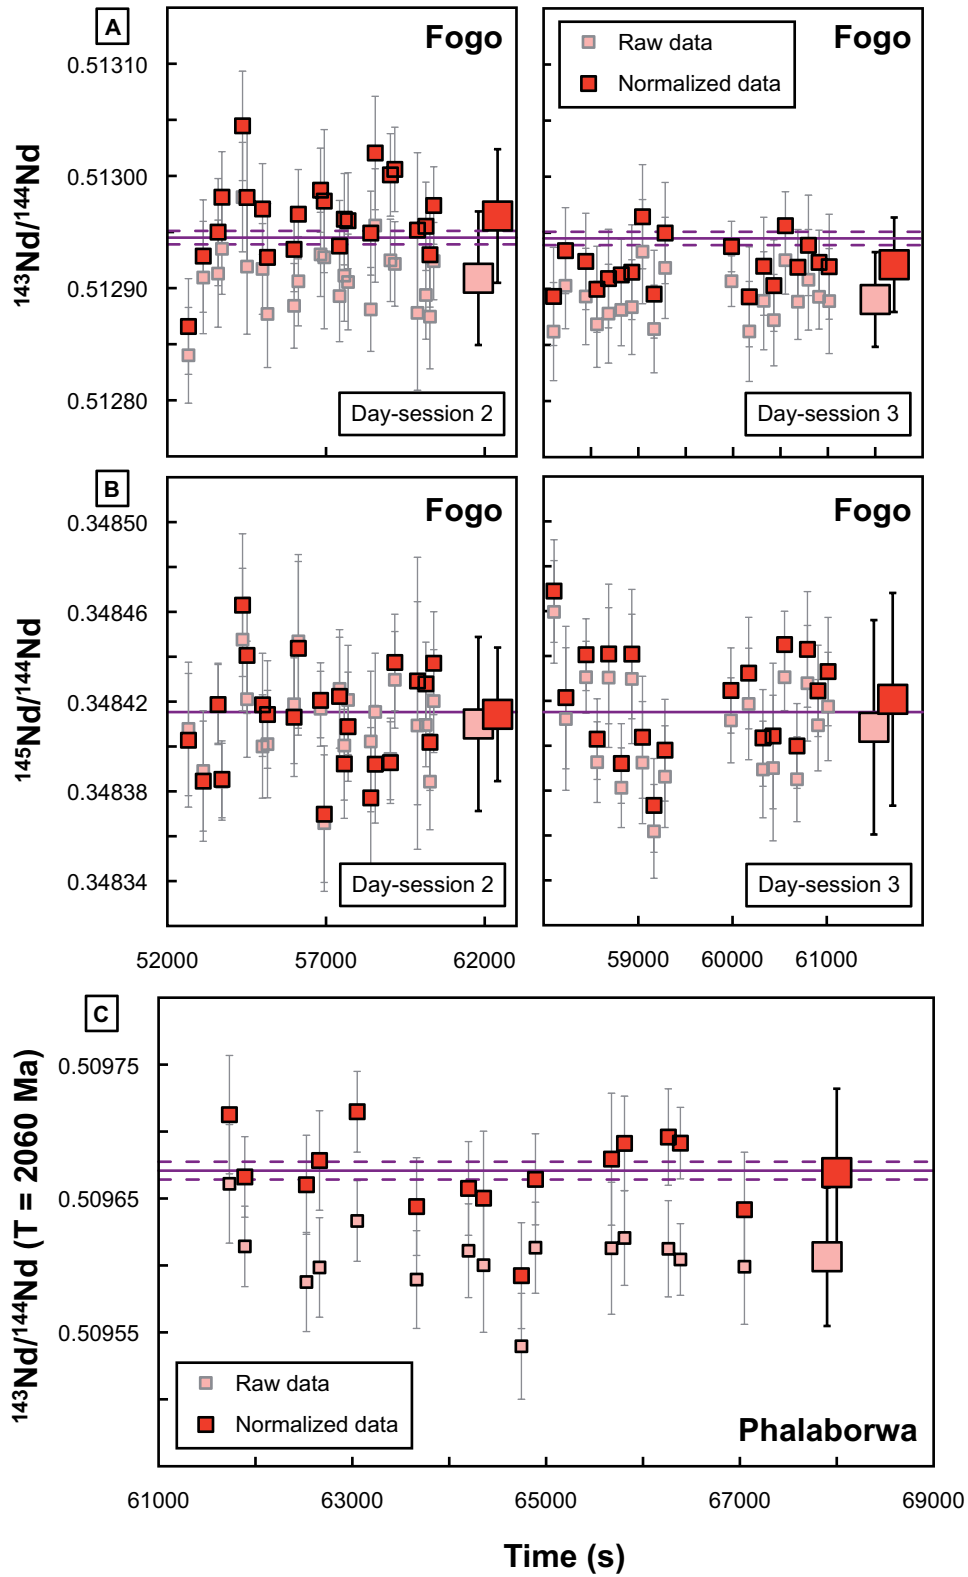 A
Fogo
Fogo
Raw data
Normalized data
0.51310
0.51300
0.51290
0.51280
143Nd/144Nd
Day-session 2
Day-session 3
B
Fogo
Fogo
0.34850
0.34846
0.34842
0.34838
0.34834
145Nd/144Nd
Day-session 2
Day-session 3
52000 57000 62000 59000 60000 61000
C
0.50975
0.50965
0.50955
143Nd/144Nd (T = 2060 Ma)
Raw data
Normalized data
Phalaborwa
61000 63000 65000 67000 69000
Time (s)